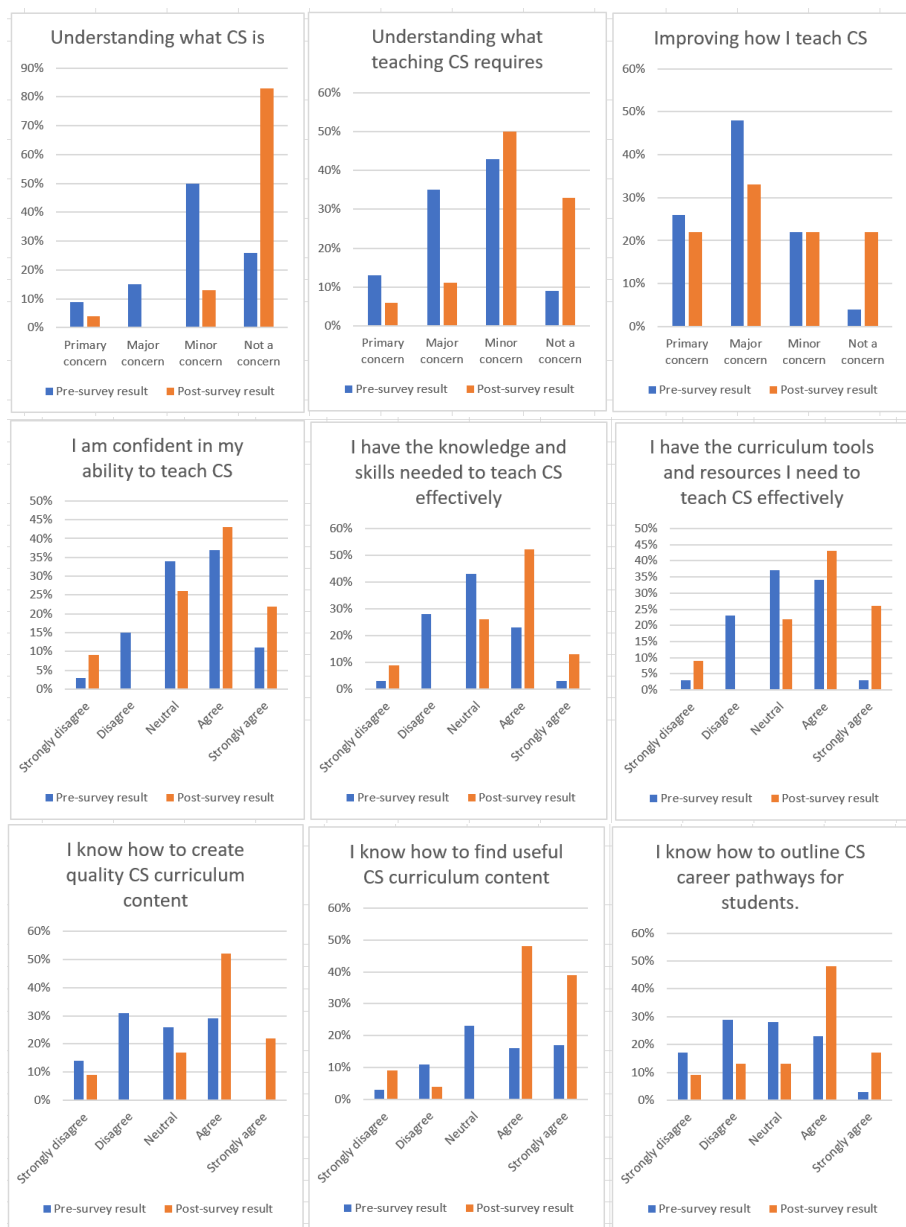 Understanding what CS is
90%
80%
70%
60%
50%
40%
30%
20%
10%
0%
Primary concern
Major concern
Minor concern
Not a concern
Pre-survey result Post-survey result
Understanding what
teaching CS requires
60%
50%
40%
30%
20%
10%
0%
Primary concern
Major concern
Minor concern
Not a concern
Pre-survey result Post-survey result
Improving how I teach CS
60%
50%
40%
30%
20%
10%
0%
Primary concern
Major concern
Minor concern
Not a concern
Pre-survey result Post-survey result
I am confident in my
ability to teach CS
50%
45%
40%
35%
30%
25%
20%
15%
10%
5%
0%
Strongly disagree
Disagree
Neutral
Agree
Strongly agree
Pre-survey result Post-survey result
I have the knowledge and
skills needed to teach CS
effectively
60%
50%
40%
30%
20%
10%
0%
Strongly disagree
Disagree
Neutral
Agree
Strongly agree
Pre-survey result Post-survey result
I have the curriculum tools
and resources I need to
teach CS effectively
50%
45%
40%
35%
30%
25%
20%
15%
10%
5%
0%
Strongly disagree
Disagree
Neutral
Agree
Strongly agree
Pre-survey result Post-survey result
I know how to create
quality CS curriculum
content
60%
50%
40%
30%
20%
10%
0%
Strongly disagree
Disagree
Neutral
Agree
Strongly agree
Pre-survey result Post-survey result
I know how to find useful
CS curriculum content
60%
50%
40%
30%
20%
10%
0%
Strongly disagree
Disagree
Neutral
Agree
Strongly agree
Pre-survey result Post-survey result
I know how to outline CS
career pathways for
students.
60%
50%
40%
30%
20%
10%
0%
Strongly disagree
Disagree
Neutral
Agree
Strongly agree
Pre-survey result Post-survey result